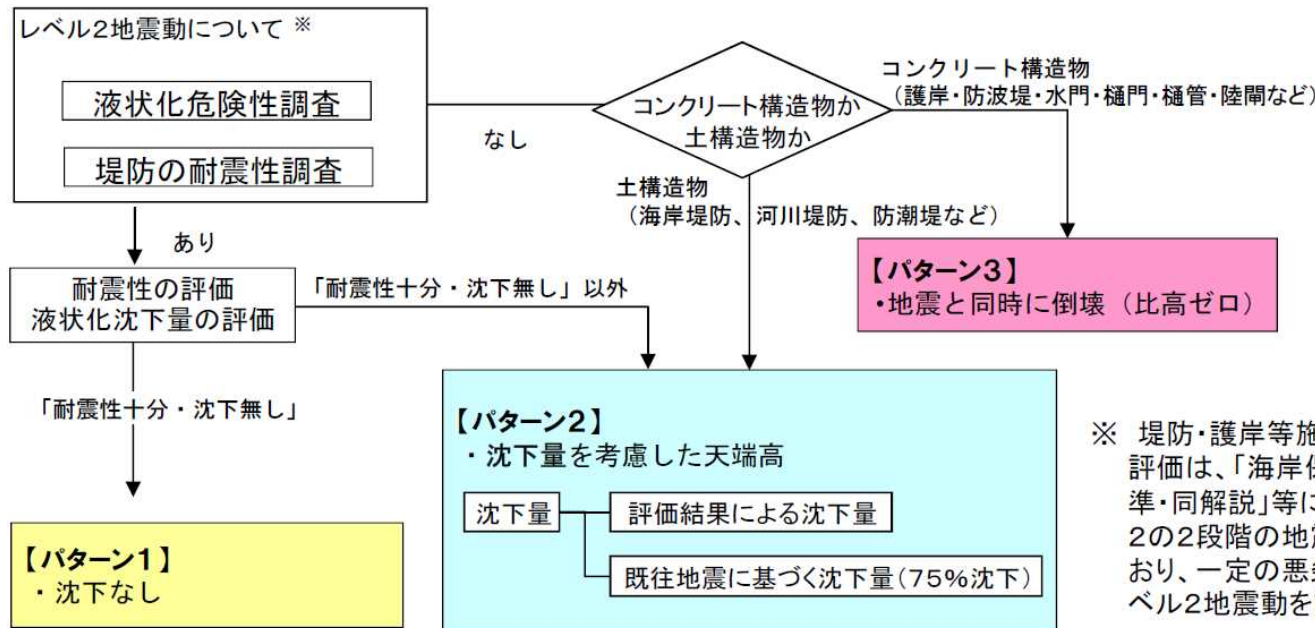 レベル2地震動について ※
液状化危険性調査
堤防の耐震性調査
なし
コンクリート構造物か
土構造物か
コンクリート構造物
（護岸・防波堤・水門・樋門・樋管・陸閘など）
土構造物
（海岸堤防、河川堤防、防潮堤など）
あり
耐震性の評価
液状化沈下量の評価
「耐震性十分・沈下無し」以外
【パターン3】
・地震と同時に倒壊（比高ゼロ）
「耐震性十分・沈下無し」
【パターン2】
・沈下量を考慮した天端高
沈下量
評価結果による沈下量
既往地震に基づく沈下量(75%沈下)
【パターン1】
・沈下なし
※ 堤防・護岸等施
評価は、「海岸保
準・同解説」等に
2の2段階の地震
おり、一定の悪条
ベル2地震動を